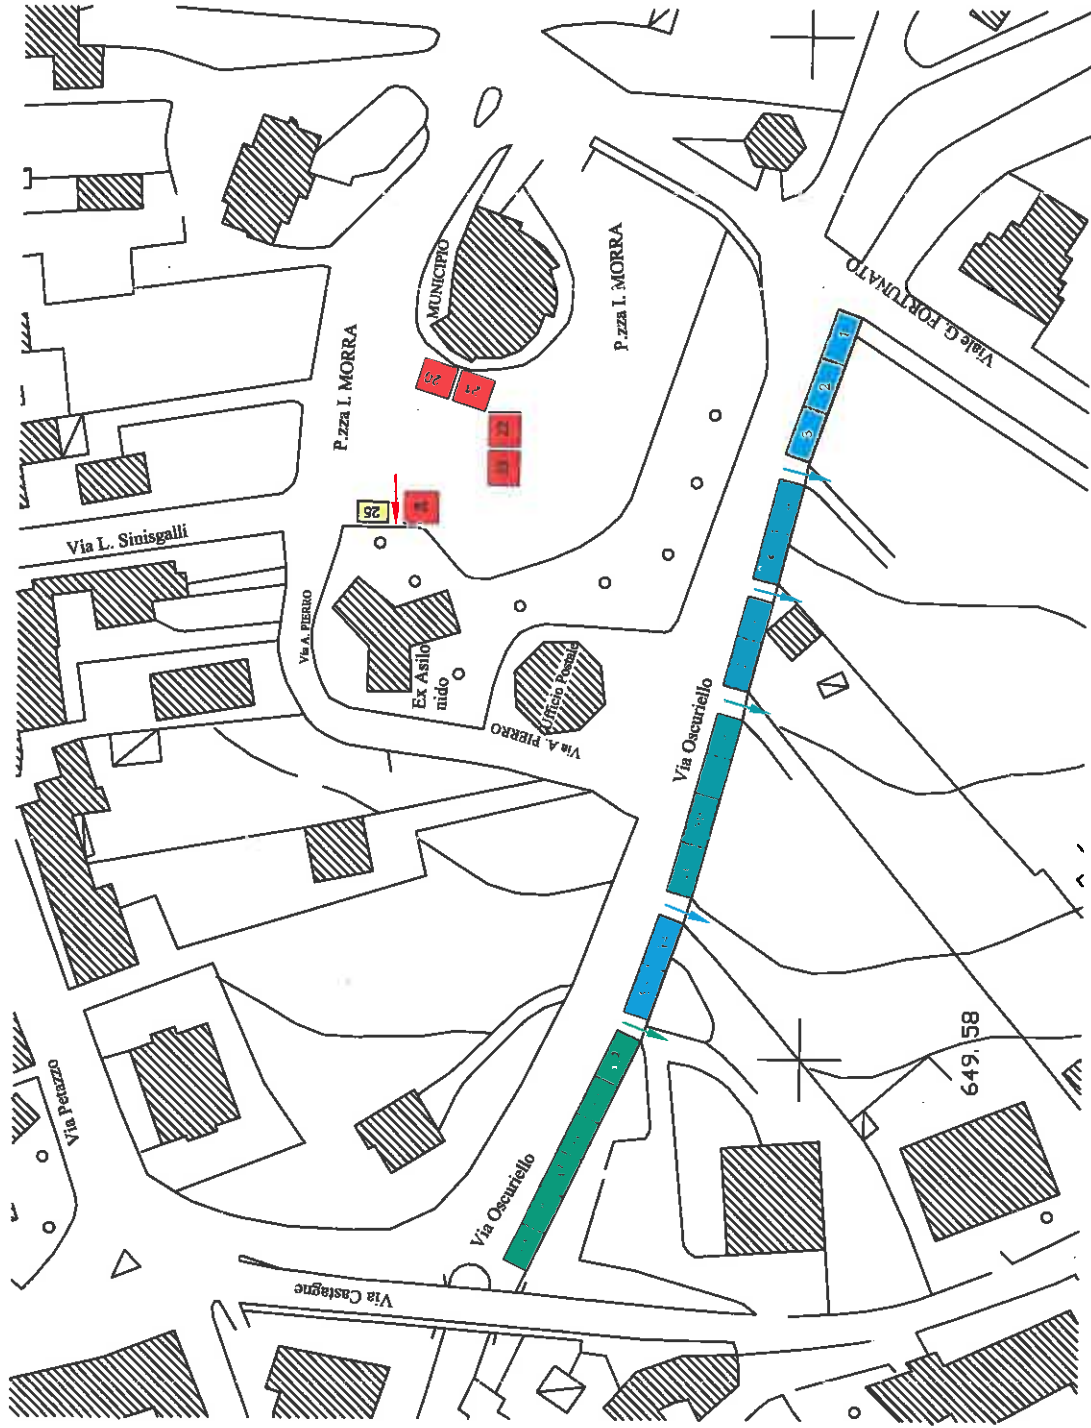 MUNICIPIO
P.zza I. MORRA
P.zza I. MORRA
Viale G. FORTUNATO
1
2
3
20
21
22
25
Via L. Sinisgalli
Via A. PIERRO
Ex Asilo
nido
Ufficio Postale
Via A. PIERRO
Via Oscuriello
649.58
Via Petazzo
Via Oscuriello
Via Castagne